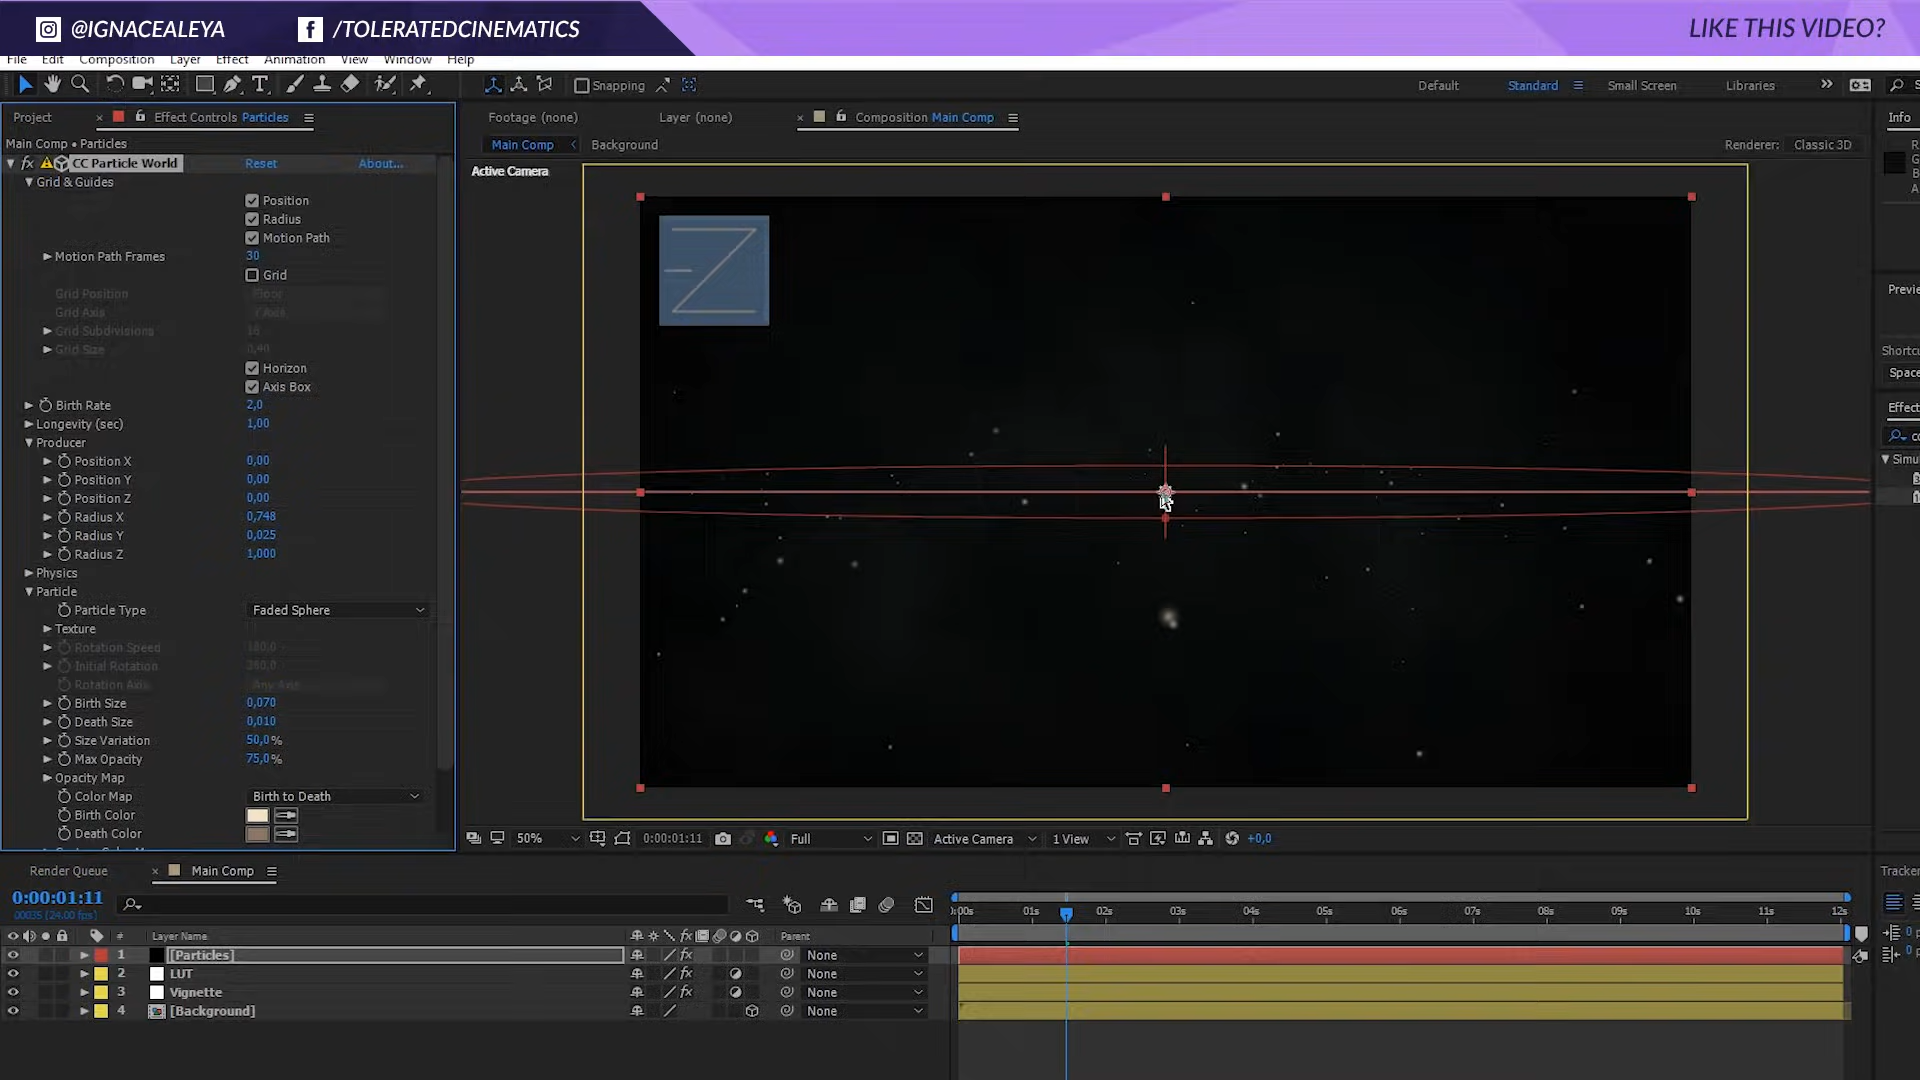 @IGNACEALEYA
/TOLERATEDCINEMATICS
LIKE THIS VIDEO?
File Edit Composition Layer Effect Animation View Window Help
Snapping
Default
Standard
Small Screen
Libraries
Project
Effect Controls Particles
Footage (none)
Layer (none)
Composition Main Comp
Info
Main Comp • Particles
Main Comp
Background
Renderer: Classic 3D
CC Particle World Reset About...
Active Camera
Grid & Guides
Position
Radius
Motion Path
Motion Path Frames 30
Grid
Grid Position Floor
Grid Axis
Grid Subdivisions 16
Grid Size 0,40
Horizon
Axis Box
Birth Rate 2,0
Longevity (sec) 1,00
Producer
Position X 0,00
Position Y 0,00
Position Z 0,00
Radius X 0,748
Radius Y 0,025
Radius Z 1,000
Physics
Particle
Particle Type Faded Sphere
Texture
Rotation Speed 180,0
Initial Rotation 360,0
Rotation Axis Any Axis
Birth Size 0,070
Death Size 0,010
Size Variation 50,0%
Max Opacity 75,0%
Opacity Map
Color Map Birth to Death
Birth Color
Death Color
Z
Previe
Shortc
Space
Effect
co
Simu
50%
0:00:01:11
Full
Active Camera
1 View
+0,0
Render Queue
Main Comp
Tracker
0:00:01:11
00035 (24.00 fps)
:00s 01s 02s 03s 04s 05s 06s 07s 08s 09s 10s 11s 12s
# Layer Name
Parent
1 [Particles] None
2 LUT None
3 Vignette None
4 [Background] None
0 p
0 p